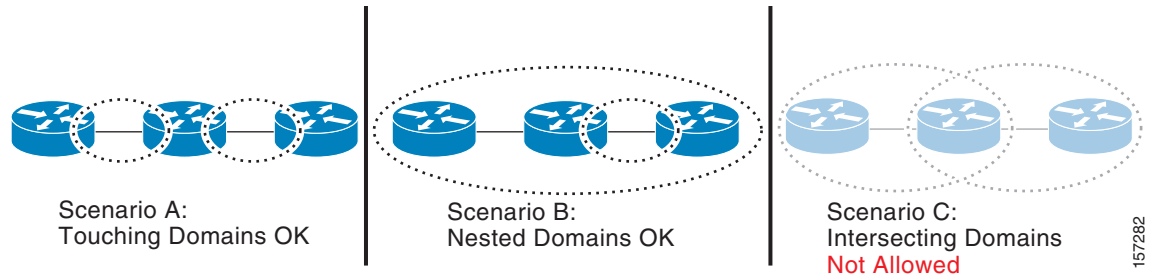 Scenario A:
Touching Domains OK
Scenario B:
Nested Domains OK
Scenario C:
Intersecting Domains
Not Allowed
157282